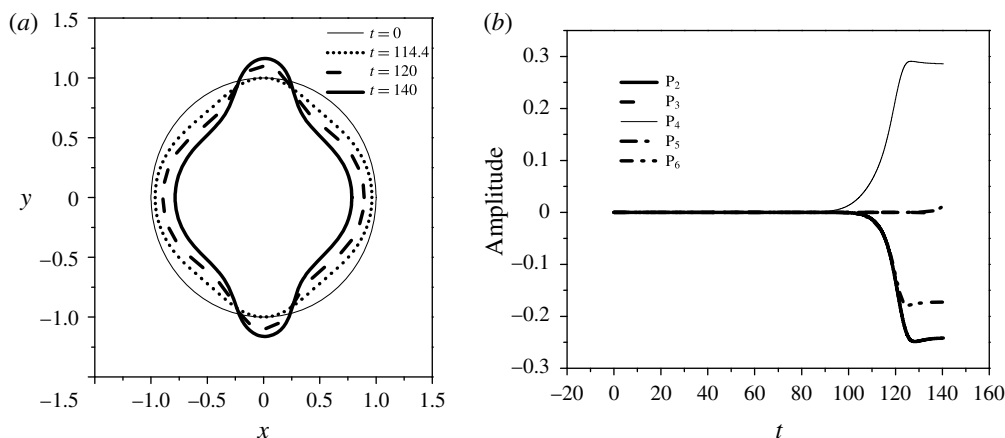 (a)
1.5
1.0
0.5
0
−0.5
−1.0
−1.5
y
t = 0
t = 114.4
t = 120
t = 140
−1.0
−0.5
0
0.5
1.0
1.5
x
(b)
0.3
0.2
0.1
0
−0.1
−0.2
−0.3
Amplitude
P2
P3
P4
P5
P6
−20
0
20
40
60
80
100
120
140
160
t